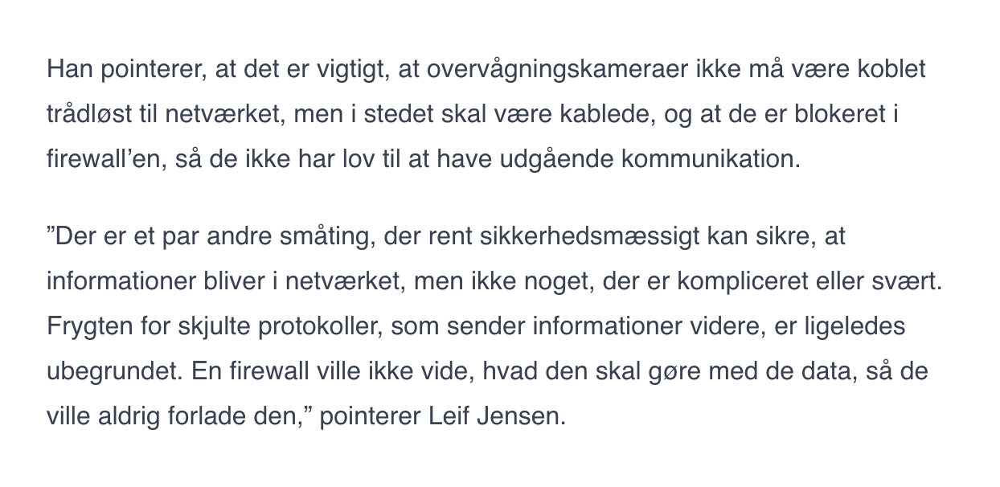 Han pointerer, at det er vigtigt, at overvågningskameraer ikke må være koblet
trådløst til netværket, men i stedet skal være kablede, og at de er blokeret i
firewall’en, så de ikke har lov til at have udgående kommunikation.
”Der er et par andre småting, der rent sikkerhedsmæssigt kan sikre, at
informationer bliver i netværket, men ikke noget, der er kompliceret eller svært.
Frygten for skjulte protokoller, som sender informationer videre, er ligeledes
ubegrundet. En firewall ville ikke vide, hvad den skal gøre med de data, så de
ville aldrig forlade den,” pointerer Leif Jensen.